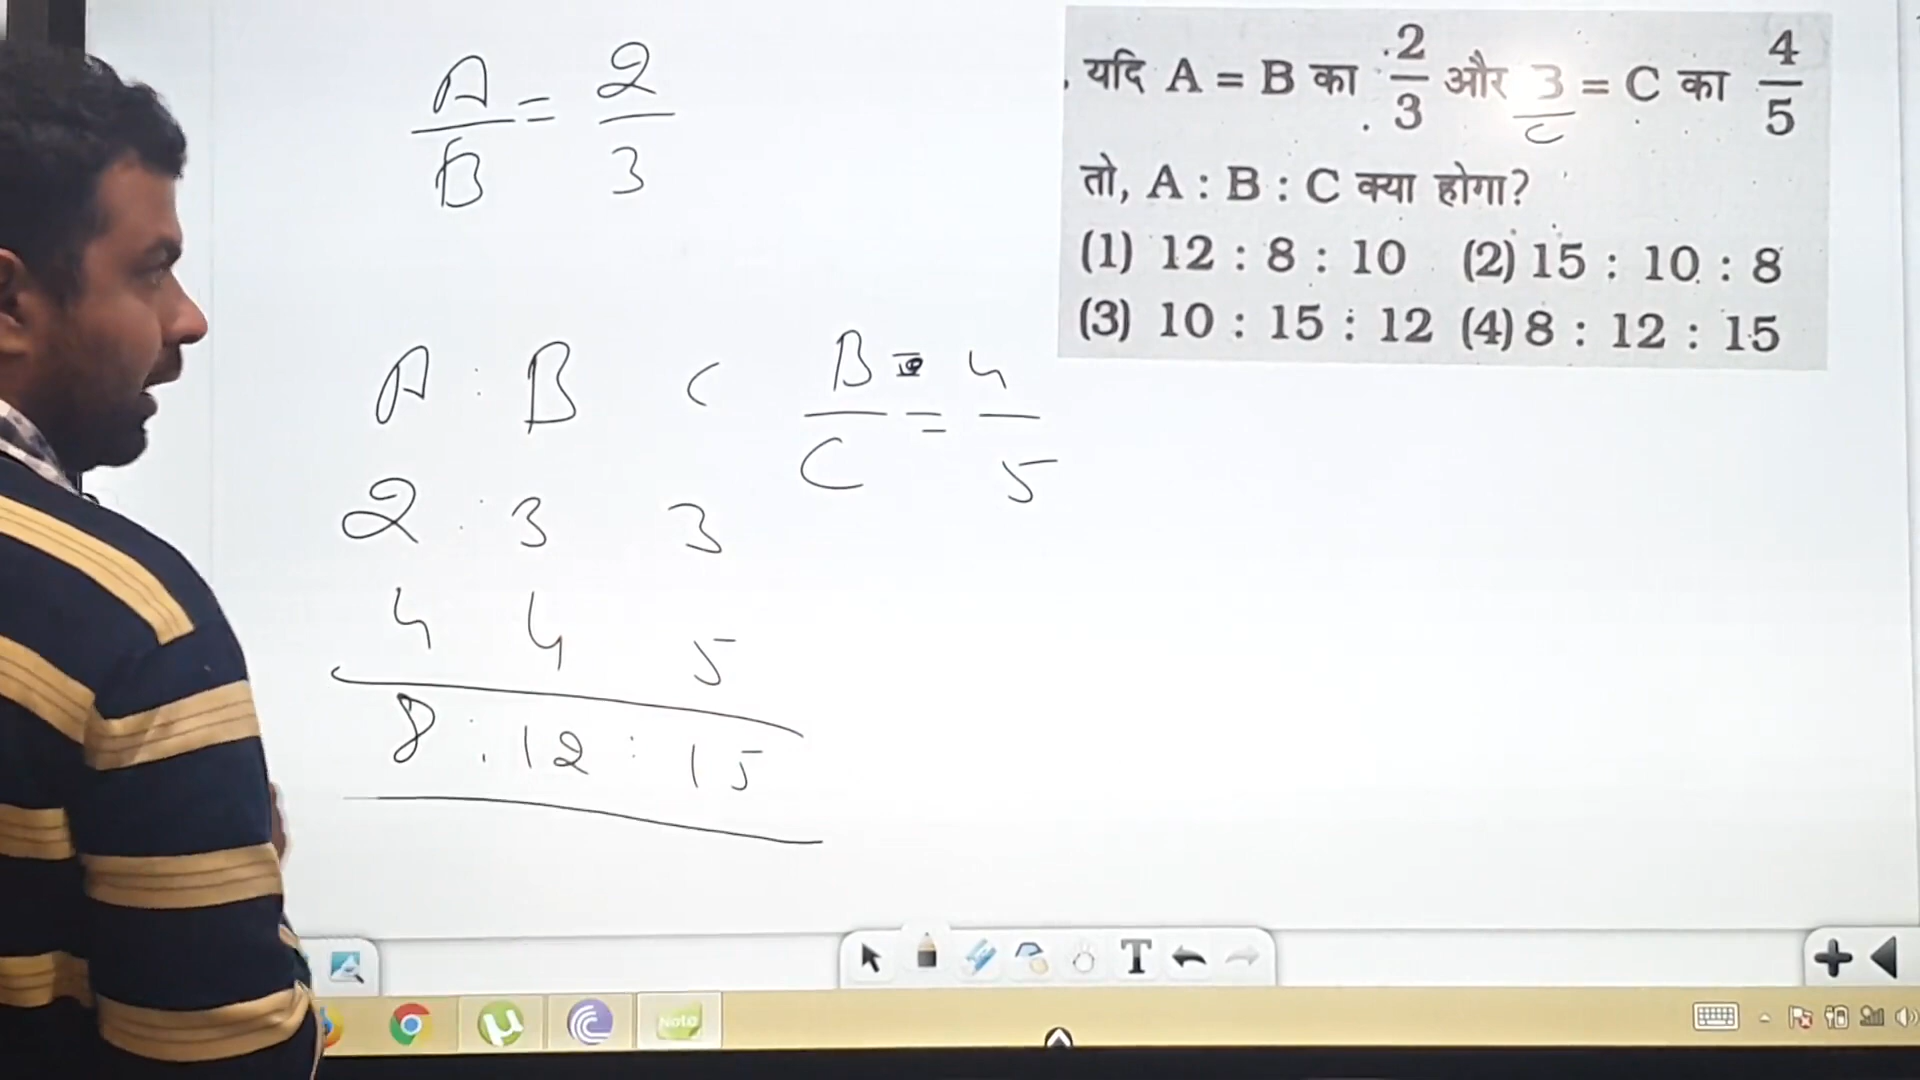 A/B = 2/3
A : B C
2 : 3 3
4 4 5
8 : 12 : 15
B/C = 4/5
यदि A = B का 2/3 और B/C = C का 4/5
तो, A : B : C क्या होगा?
(1) 12 : 8 : 10 (2) 15 : 10 : 8
(3) 10 : 15 : 12 (4) 8 : 12 : 15
T
Note